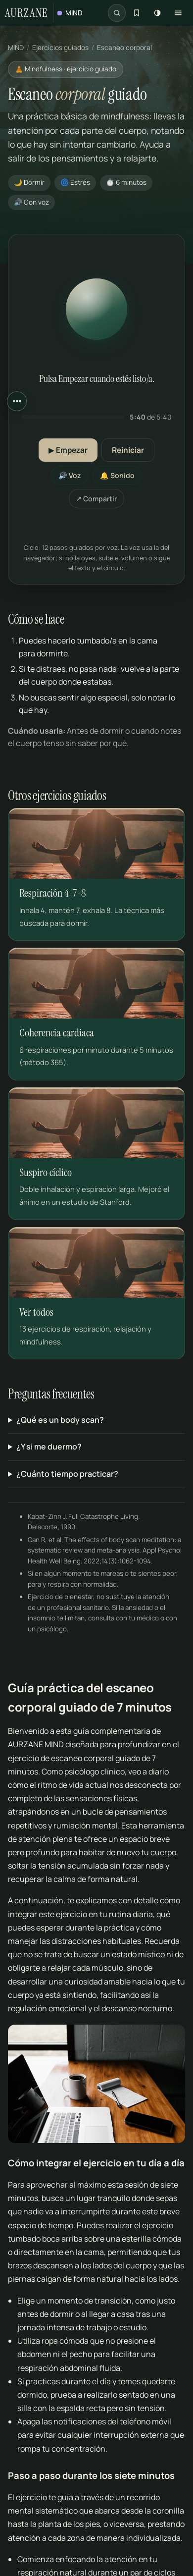 AURZANE MIND
MIND / Ejercicios guiados / Escaneo corporal
🧘 Mindfulness · ejercicio guiado
Escaneo corporal guiado
Una práctica básica de mindfulness: llevas la
atención por cada parte del cuerpo, notando lo
que hay sin intentar cambiarlo. Ayuda a
salir de los pensamientos y a relajarte.
🌙 Dormir 🌀 Estrés ⏱️ 6 minutos
🔊 Con voz
Pulsa Empezar cuando estés listo/a.
5:40 de 5:40
▶ Empezar Reiniciar
🔊 Voz 🔔 Sonido
↗ Compartir
Ciclo: 12 pasos guiados por voz. La voz usa la del
navegador; si no la oyes, sube el volumen o sigue
el texto y el círculo.
Cómo se hace
1. Puedes hacerlo tumbado/a en la cama
para dormirte.
2. Si te distraes, no pasa nada: vuelve a la parte
del cuerpo donde estabas.
3. No buscas sentir algo especial, solo notar lo
que hay.
Cuándo usarla: Antes de dormir o cuando notes
el cuerpo tenso sin saber por qué.
Otros ejercicios guiados
Respiración 4-7-8
Inhala 4, mantén 7, exhala 8. La técnica más
buscada para dormir.
Coherencia cardiaca
6 respiraciones por minuto durante 5 minutos
(método 365).
Suspiro cíclico
Doble inhalación y espiración larga. Mejoró el
ánimo en un estudio de Stanford.
Ver todos
13 ejercicios de respiración, relajación y
mindfulness.
Preguntas frecuentes
▶ ¿Qué es un body scan?
▶ ¿Y si me duermo?
▶ ¿Cuánto tiempo practicar?
• Kabat-Zinn J. Full Catastrophe Living.
Delacorte; 1990.
• Gan R, et al. The effects of body scan meditation: a
systematic review and meta-analysis. Appl Psychol
Health Well Being. 2022;14(3):1062-1094.
• Si en algún momento te mareas o te sientes peor,
para y respira con normalidad.
• Ejercicio de bienestar, no sustituye la atención
de un profesional sanitario. Si la ansiedad o el
insomnio te limitan, consulta con tu médico o con
un psicólogo.
Guía práctica del escaneo
corporal guiado de 7 minutos
Bienvenido a esta guía complementaria de
AURZANE MIND diseñada para profundizar en el
ejercicio de escaneo corporal guiado de 7
minutos. Como psicólogo clínico, veo a diario
cómo el ritmo de vida actual nos desconecta por
completo de las sensaciones físicas,
atrapándonos en un bucle de pensamientos
repetitivos y rumiación mental. Esta herramienta
de atención plena te ofrece un espacio breve
pero profundo para habitar de nuevo tu cuerpo,
soltar la tensión acumulada sin forzar nada y
recuperar la calma de forma natural.
A continuación, te explicamos con detalle cómo
integrar este ejercicio en tu rutina diaria, qué
puedes esperar durante la práctica y cómo
manejar las distracciones habituales. Recuerda
que no se trata de buscar un estado místico ni de
obligarte a relajar cada músculo, sino de
desarrollar una curiosidad amable hacia lo que tu
cuerpo ya está sintiendo, facilitando así la
regulación emocional y el descanso nocturno.
Cómo integrar el ejercicio en tu día a día
Para aprovechar al máximo esta sesión de siete
minutos, busca un lugar tranquilo donde sepas
que nadie va a interrumpirte durante este breve
espacio de tiempo. Puedes realizar el ejercicio
tumbado boca arriba sobre una esterilla cómoda
o directamente en la cama, permitiendo que tus
brazos descansen a los lados del cuerpo y que las
piernas caigan de forma natural hacia los lados.
• Elige un momento de transición, como justo
antes de dormir o al llegar a casa tras una
jornada intensa de trabajo o estudio.
• Utiliza ropa cómoda que no presione el
abdomen ni el pecho para facilitar una
respiración abdominal fluida.
• Si practicas durante el día y temes quedarte
dormido, prueba a realizarlo sentado en una
silla con la espalda recta pero sin tensión.
• Apaga las notificaciones del teléfono móvil
para evitar cualquier interrupción externa que
rompa tu concentración.
Paso a paso durante los siete minutos
El ejercicio te guía a través de un recorrido
mental sistemático que abarca desde la coronilla
hasta la planta de los pies, o viceversa, prestando
atención a cada zona de manera individualizada.
• Comienza enfocando la atención en tu
respiración natural durante un par de ciclos